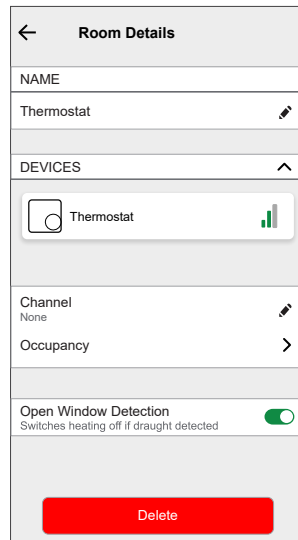 Room Details
NAME
Thermostat
DEVICES
Thermostat
Channel
None
Occupancy
Open Window Detection
Switches heating off if draught detected
Delete